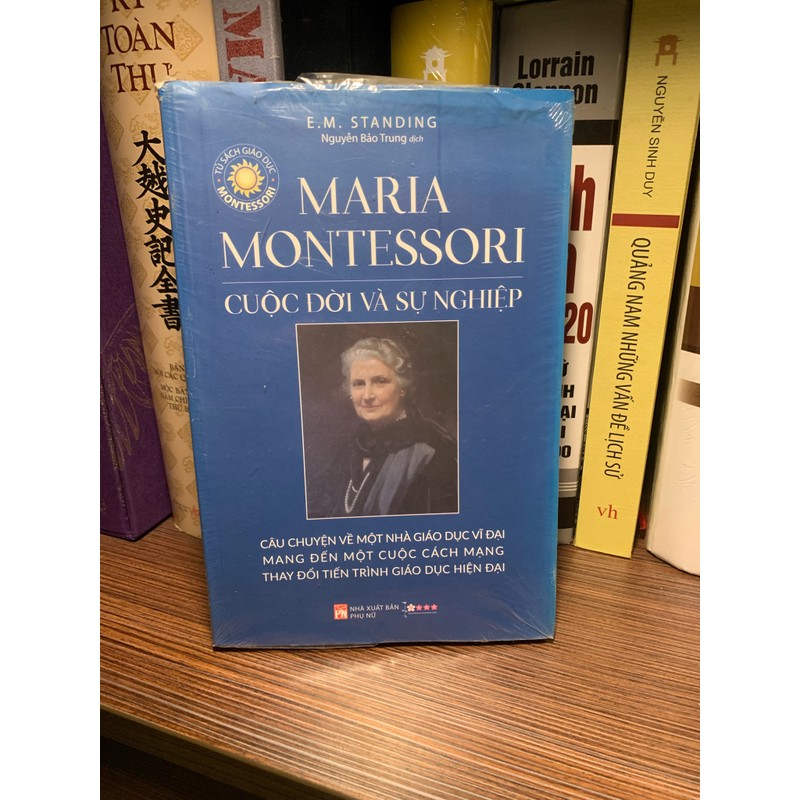 E.M. STANDING
Nguyễn Bảo Trung dịch
TỦ SÁCH GIÁO DỤC
MONTESSORI
MARIA
MONTESSORI
CUỘC ĐỜI VÀ SỰ NGHIỆP
CÂU CHUYỆN VỀ MỘT NHÀ GIÁO DỤC VĨ ĐẠI
MANG ĐẾN MỘT CUỘC CÁCH MẠNG
THAY ĐỔI TIẾN TRÌNH GIÁO DỤC HIỆN ĐẠI
PN
NHÀ XUẤT BẢN
PHỤ NỮ
TOÀN
THƯ
大越史記全書
MA
Lorrain
20
NGUYỄN SINH DUY
QUẢNG NAM NHỮNG VẤN ĐỀ LỊCH SỬ
vh